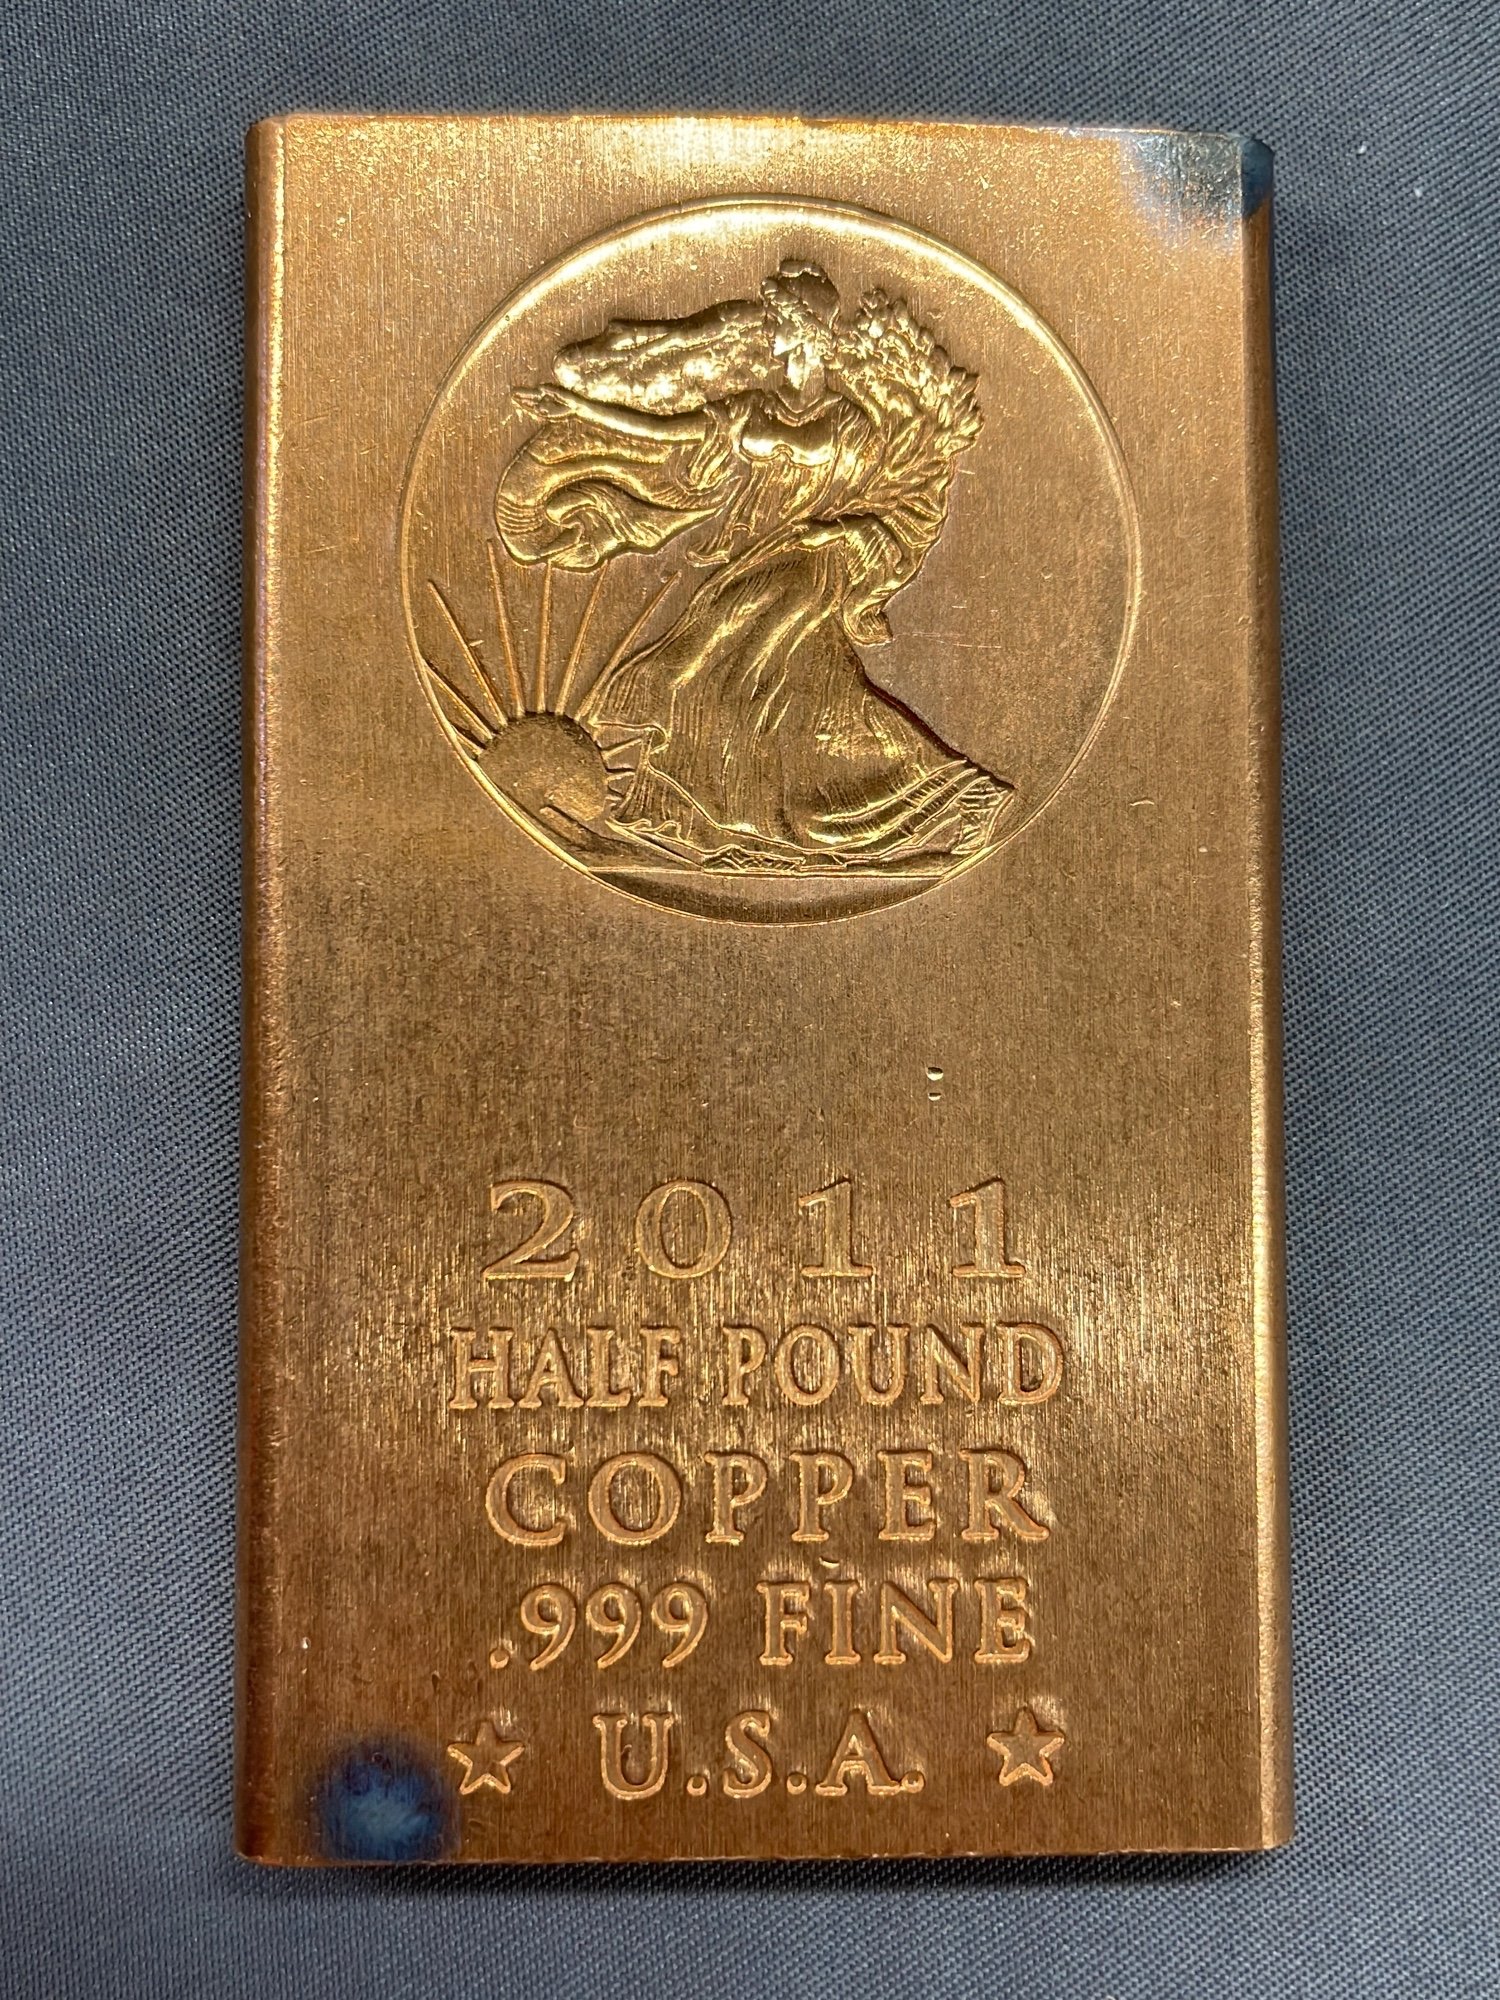 2011
HALF POUND
COPPER
.999 FINE
★ U.S.A. ★